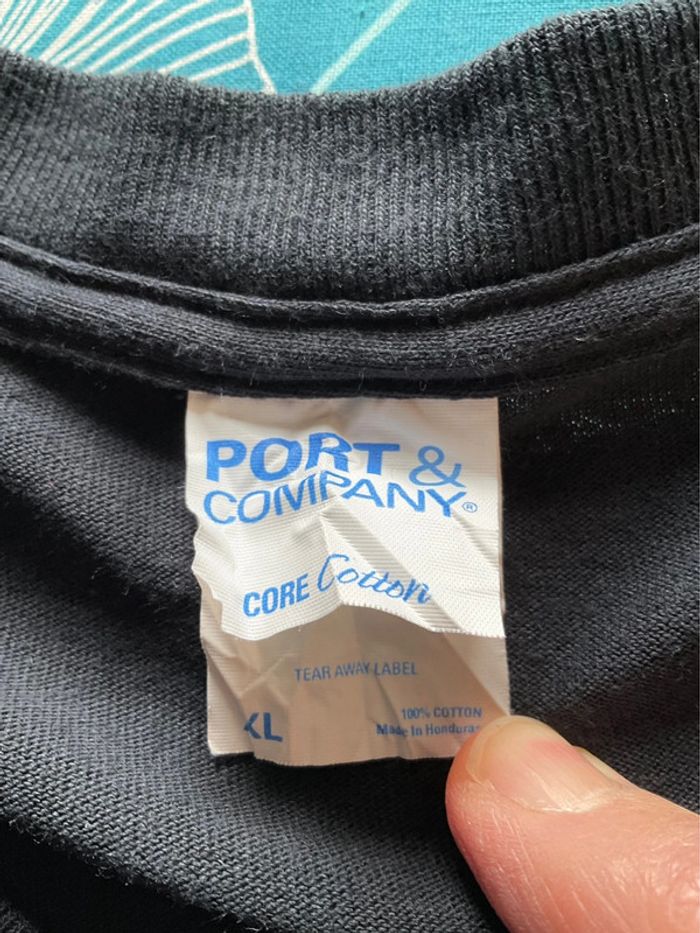 PORT &
COMPANY®
CORE Cotton
TEAR AWAY LABEL
XL
100% COTTON
Made In Honduras